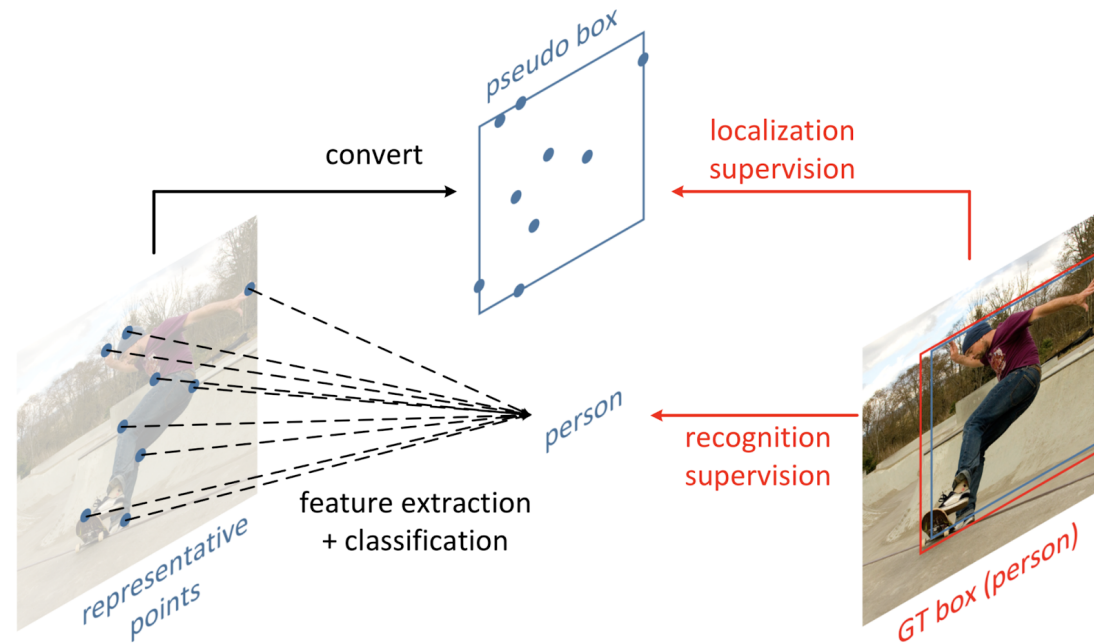 pseudo box
convert
localization
supervision
person
recognition
supervision
feature extraction
+ classification
representative
points
GT box (person)